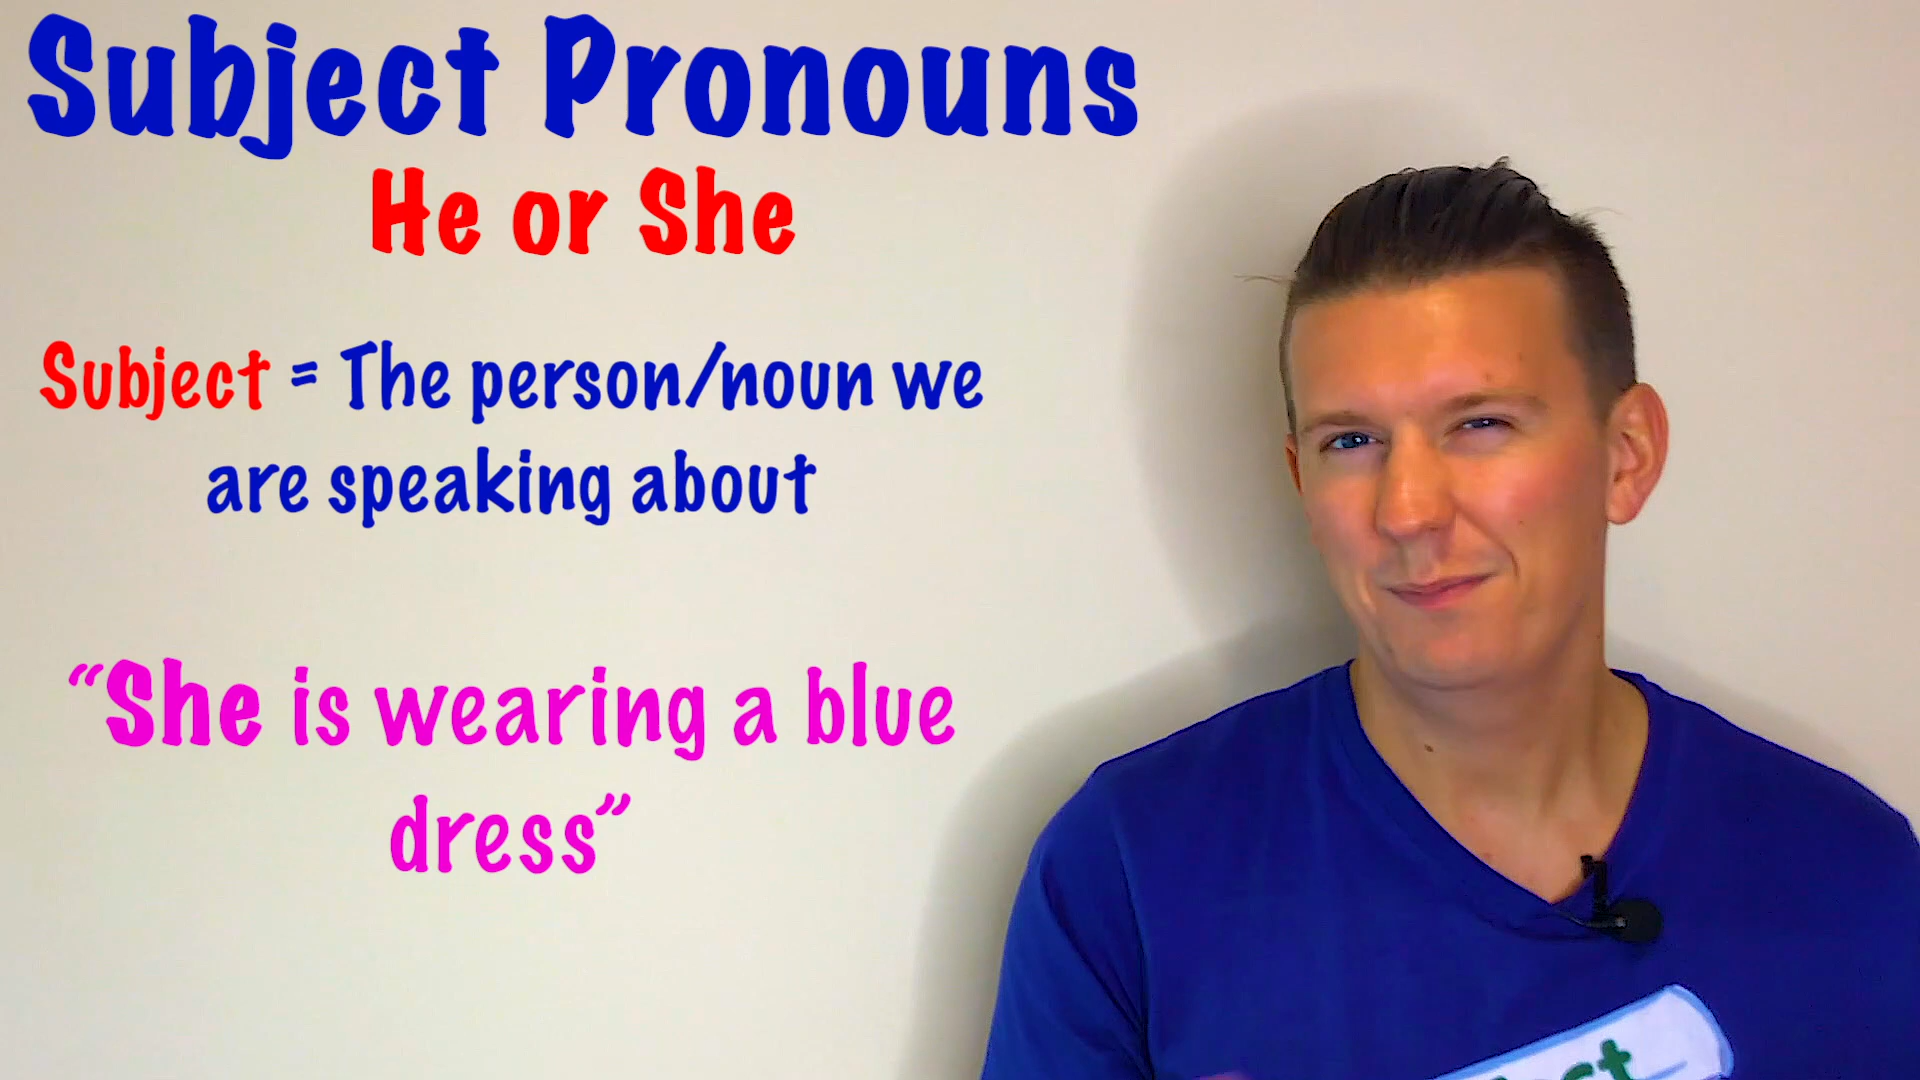 Subject Pronouns
He or She
Subject = The person/noun we
are speaking about
“She is wearing a blue
dress”